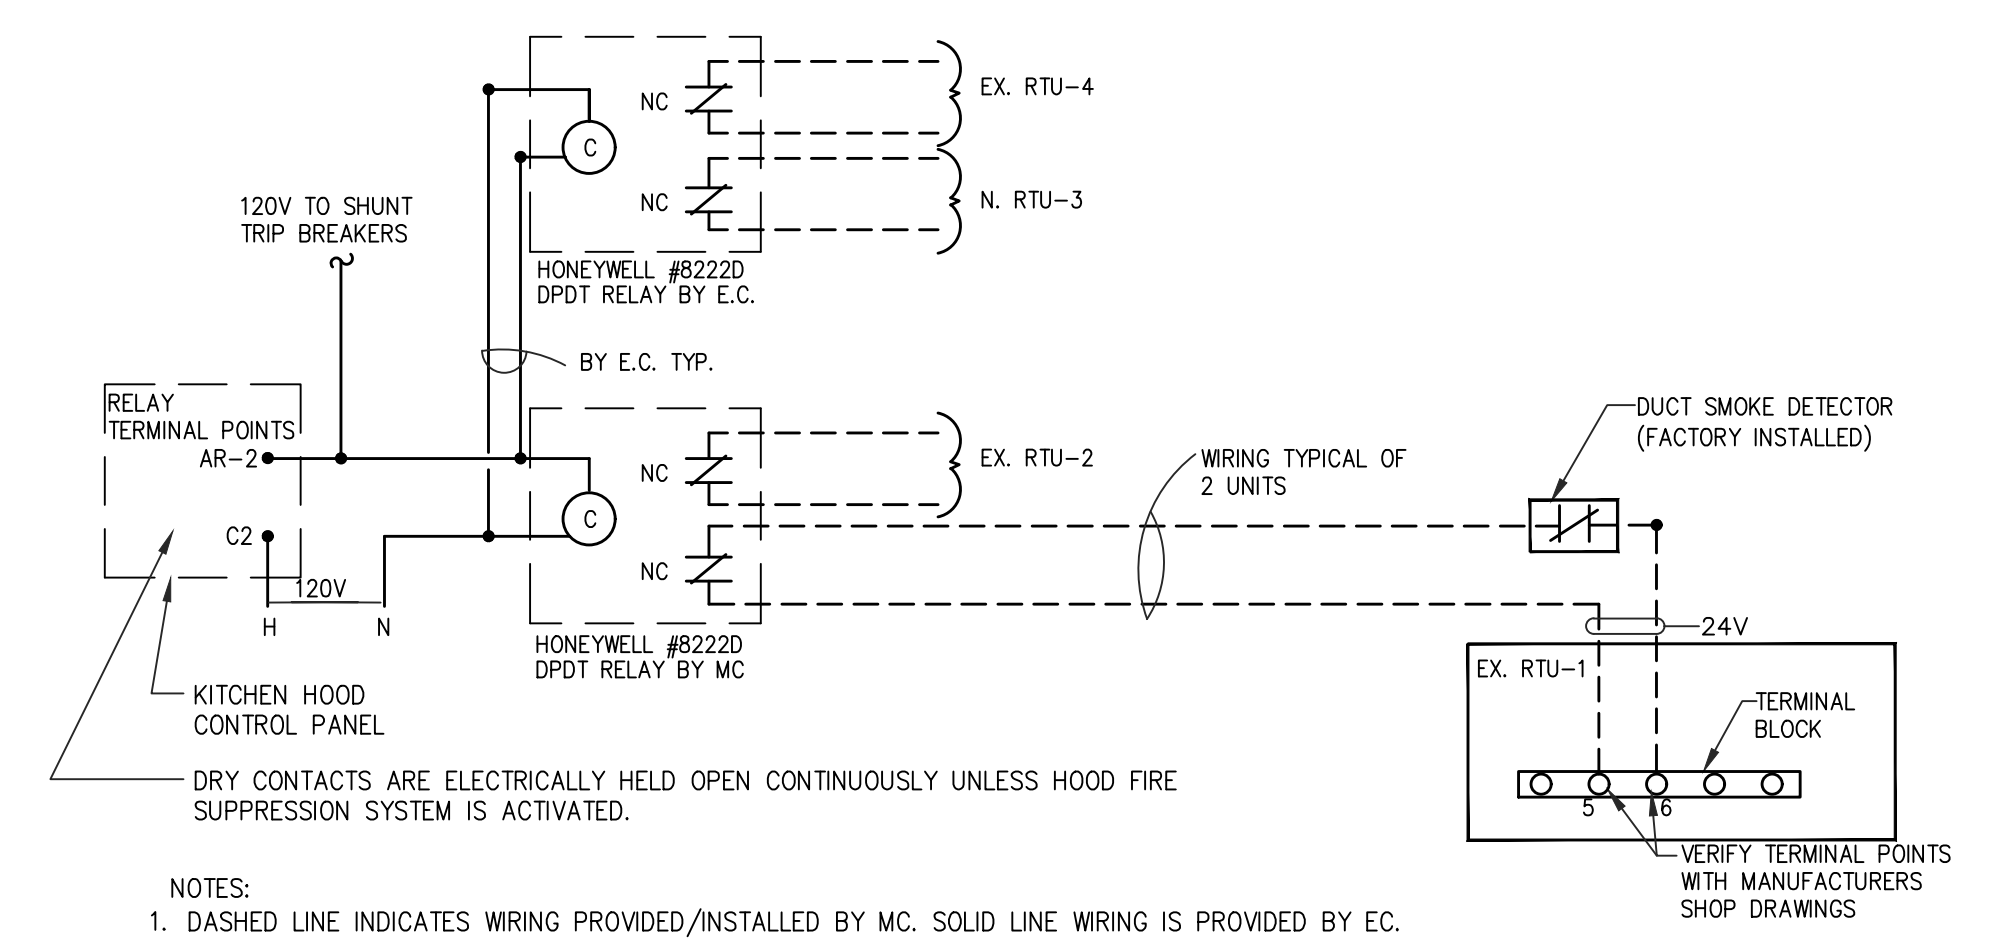 NC
EX. RTU-4
C
NC
N. RTU-3
120V TO SHUNT
TRIP BREAKERS
HONEYWELL #8222D
DPDT RELAY BY E.C.
BY E.C. TYP.
RELAY
TERMINAL POINTS
AR-2
C2
120V
H
N
NC
EX. RTU-2
C
NC
HONEYWELL #8222D
DPDT RELAY BY MC
WIRING TYPICAL OF
2 UNITS
DUCT SMOKE DETECTOR
(FACTORY INSTALLED)
24V
EX. RTU-1
TERMINAL
BLOCK
5
6
VERIFY TERMINAL POINTS
WITH MANUFACTURERS
SHOP DRAWINGS
KITCHEN HOOD
CONTROL PANEL
DRY CONTACTS ARE ELECTRICALLY HELD OPEN CONTINUOUSLY UNLESS HOOD FIRE
SUPPRESSION SYSTEM IS ACTIVATED.
NOTES:
1. DASHED LINE INDICATES WIRING PROVIDED/INSTALLED BY MC. SOLID LINE WIRING IS PROVIDED BY EC.